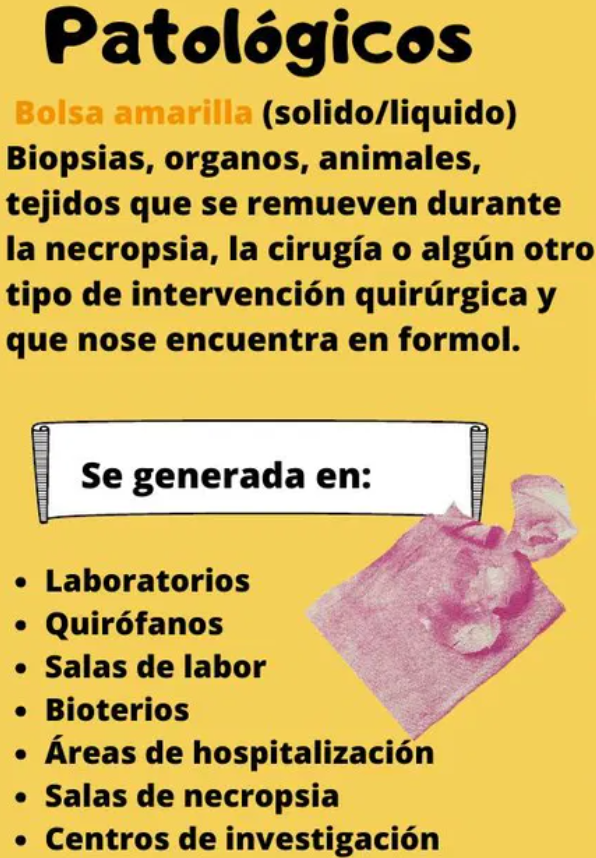 Patológicos
Bolsa amarilla (solido/liquido)
Biopsias, organos, animales,
tejidos que se remueven durante
la necropsia, la cirugía o algún otro
tipo de intervención quirúrgica y
que nose encuentra en formol.
Se generada en:
• Laboratorios
• Quirófanos
• Salas de labor
• Bioterios
• Áreas de hospitalización
• Salas de necropsia
• Centros de investigación